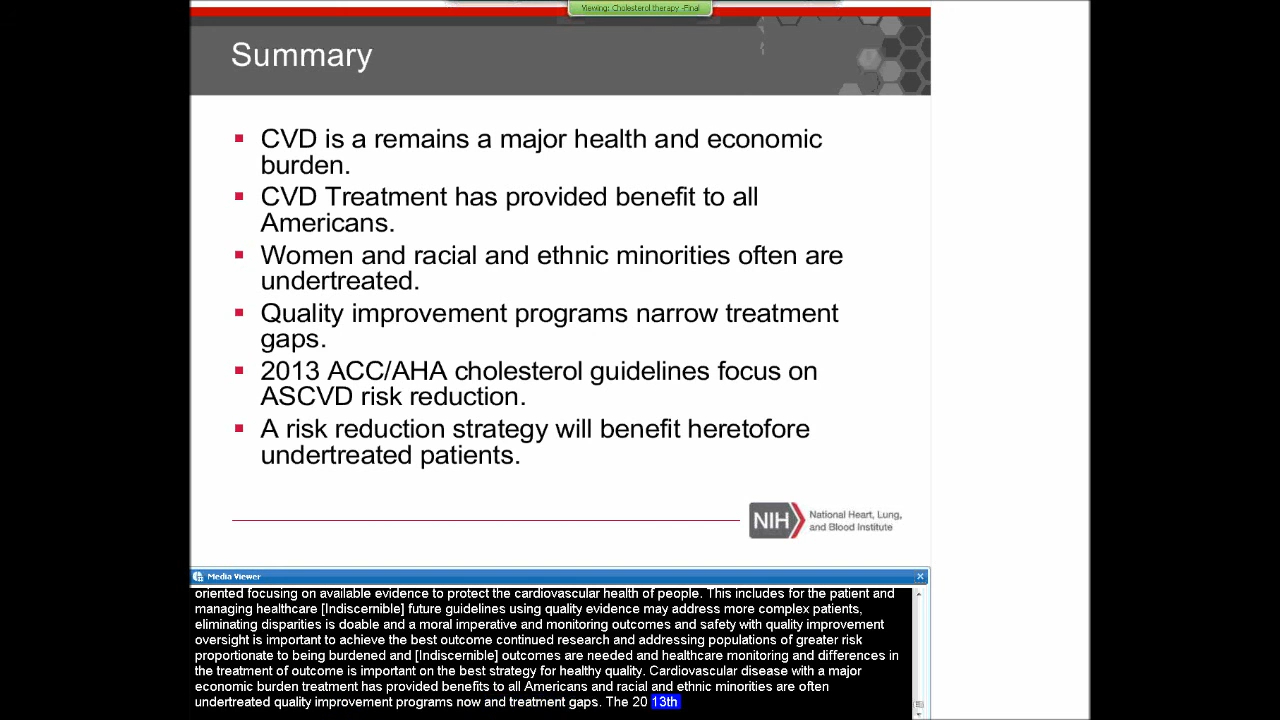 Viewing: Cholesterol therapy -Final
Summary
CVD is a remains a major health and economic
burden.
CVD Treatment has provided benefit to all
Americans.
Women and racial and ethnic minorities often are
undertreated.
Quality improvement programs narrow treatment
gaps.
2013 ACC/AHA cholesterol guidelines focus on
ASCVD risk reduction.
A risk reduction strategy will benefit heretofore
undertreated patients.
NIH National Heart, Lung,
and Blood Institute
Media Viewer
oriented focusing on available evidence to protect the cardiovascular health of people. This includes for the patient and
managing healthcare [Indiscernible] future guidelines using quality evidence may address more complex patients,
eliminating disparities is doable and a moral imperative and monitoring outcomes and safety with quality improvement
oversight is important to achieve the best outcome continued research and addressing populations of greater risk
proportionate to being burdened and [Indiscernible] outcomes are needed and healthcare monitoring and differences in
the treatment of outcome is important on the best strategy for healthy quality. Cardiovascular disease with a major
economic burden treatment has provided benefits to all Americans and racial and ethnic minorities are often
undertreated quality improvement programs now and treatment gaps. The 20 13th